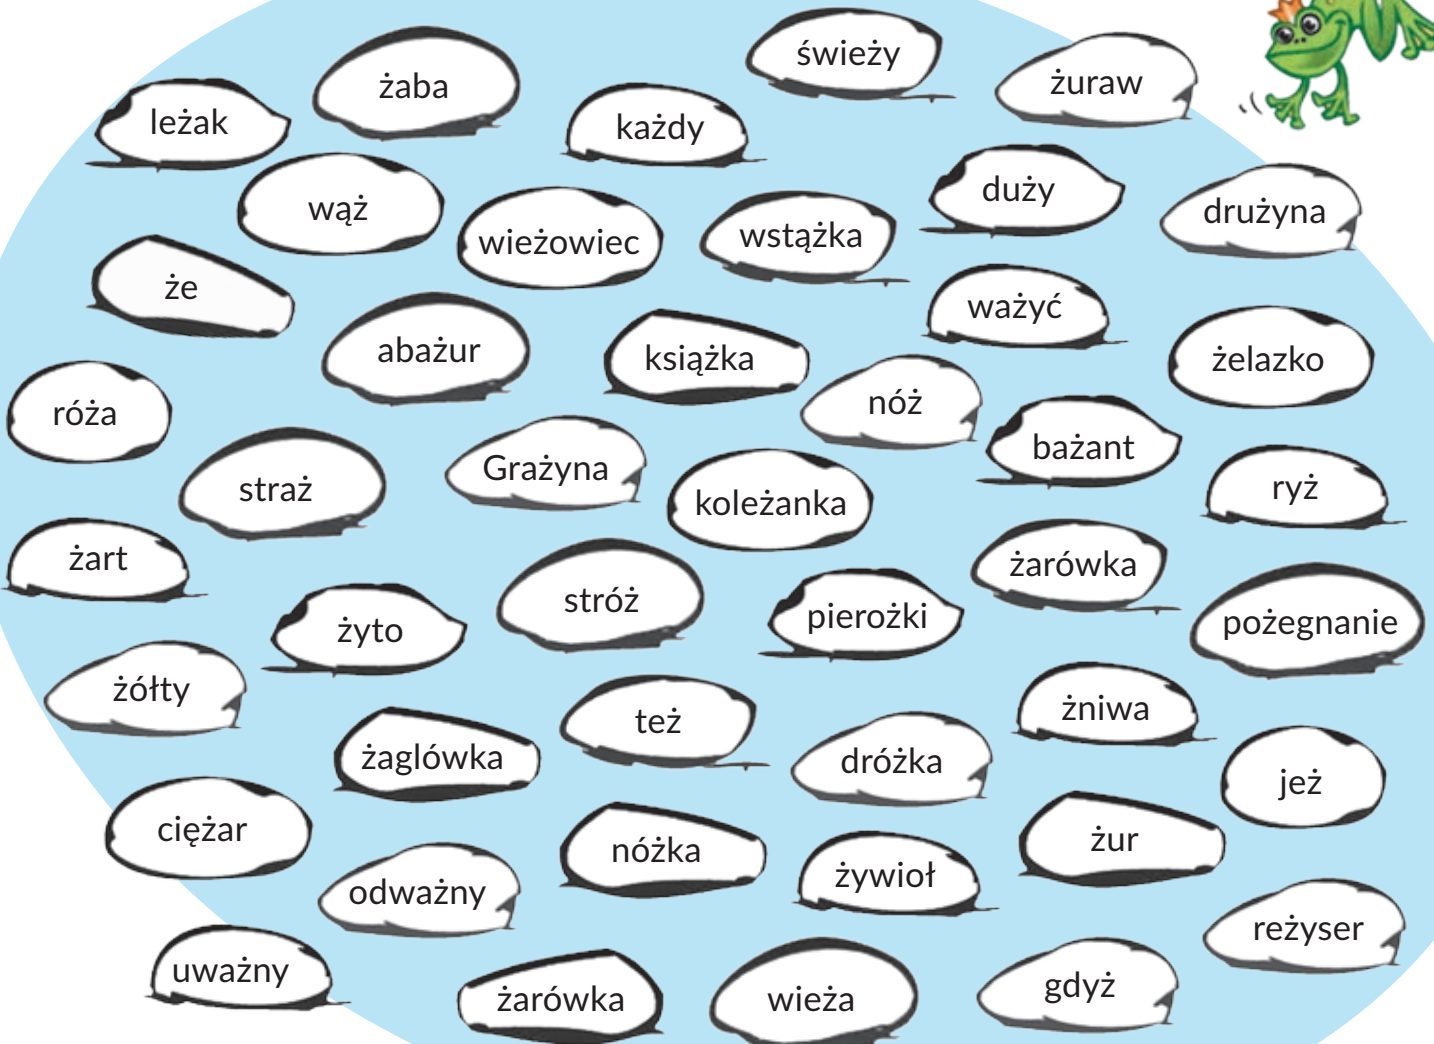 świeży
żaba
żuraw
leżak
każdy
duży
wąż
drużyna
wieżowiec
wstążka
że
ważyć
abażur
książka
żelazko
nóż
róża
bażant
Grażyna
straż
ryż
koleżanka
żart
żarówka
stróż
pierożki
pożegnanie
żyto
żółty
żniwa
też
żaglówka
dróżka
jeż
ciężar
żur
nóżka
żywioł
odważny
reżyser
uważny
gdyż
żarówka
wieża